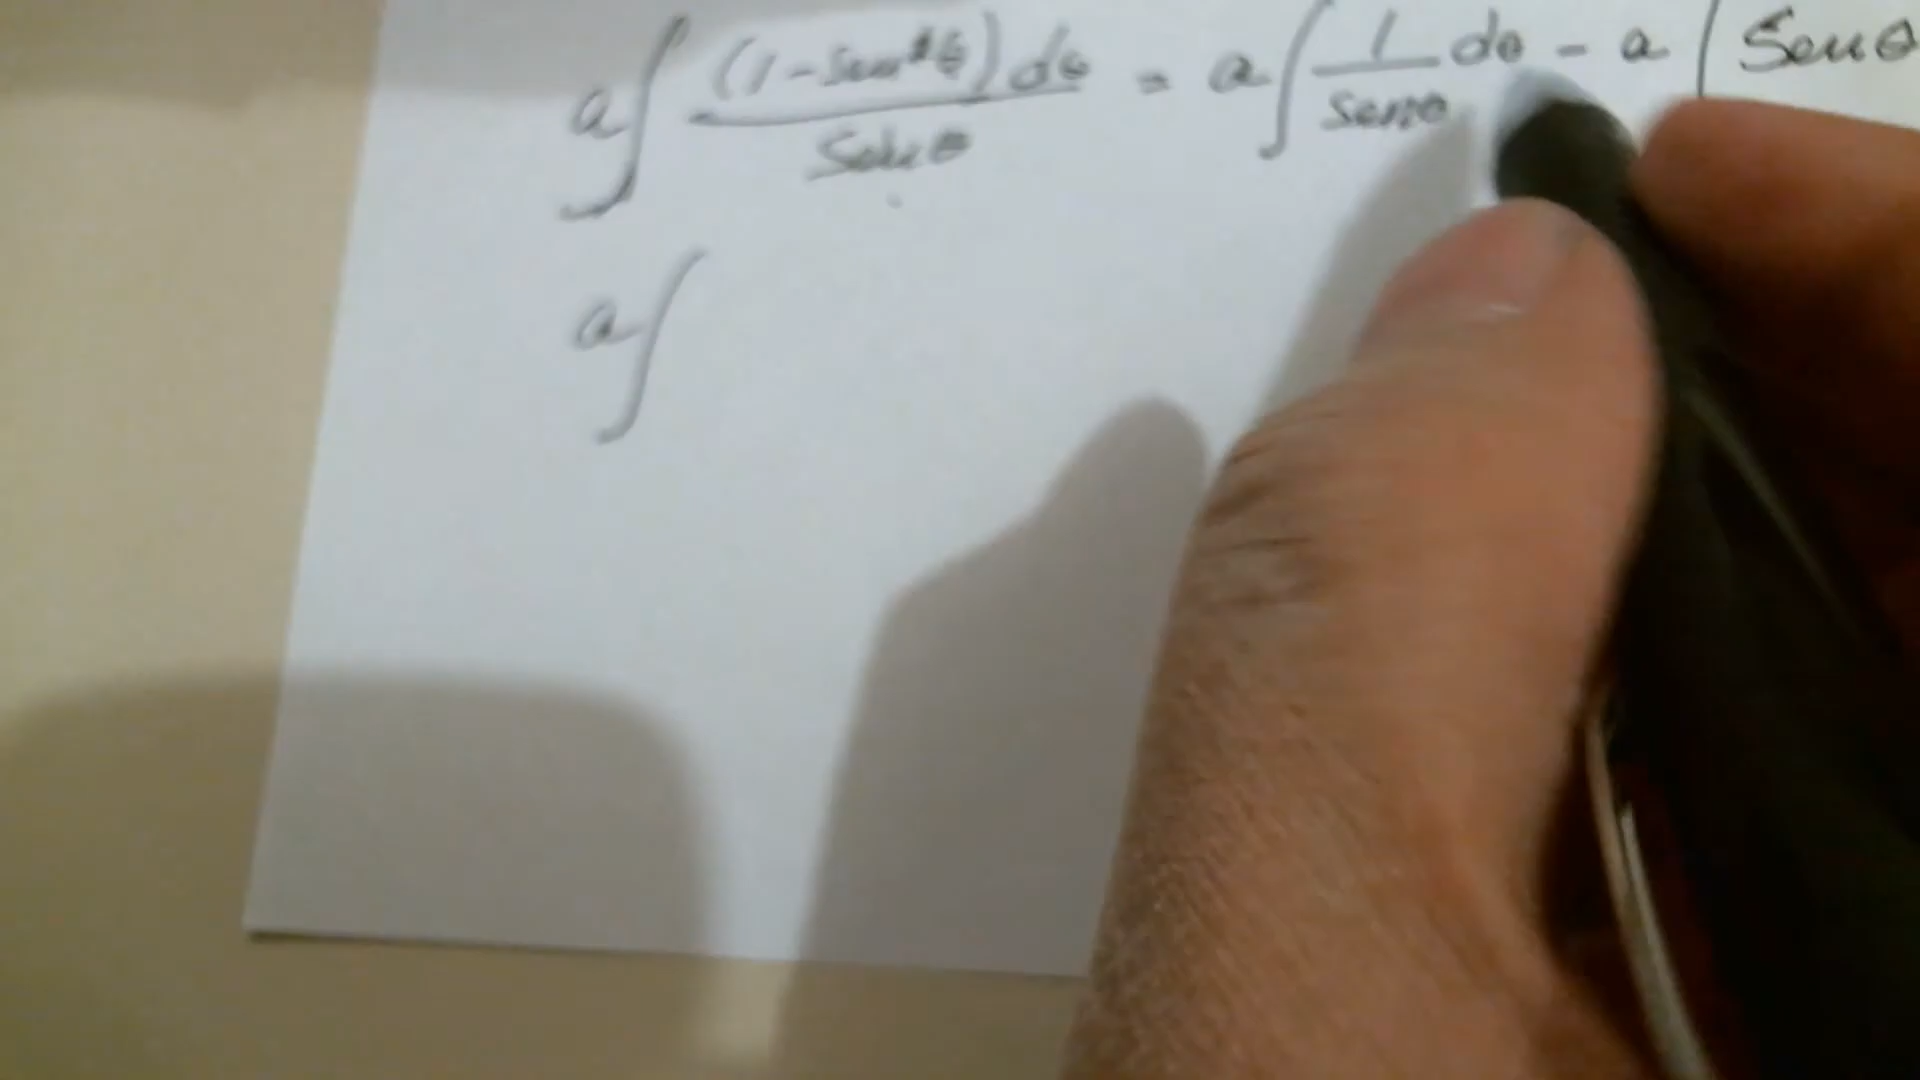 a∫ (1-Sen²θ)dθ / Senθ = a∫ 1/senθ dθ - a∫ Senθ
a∫